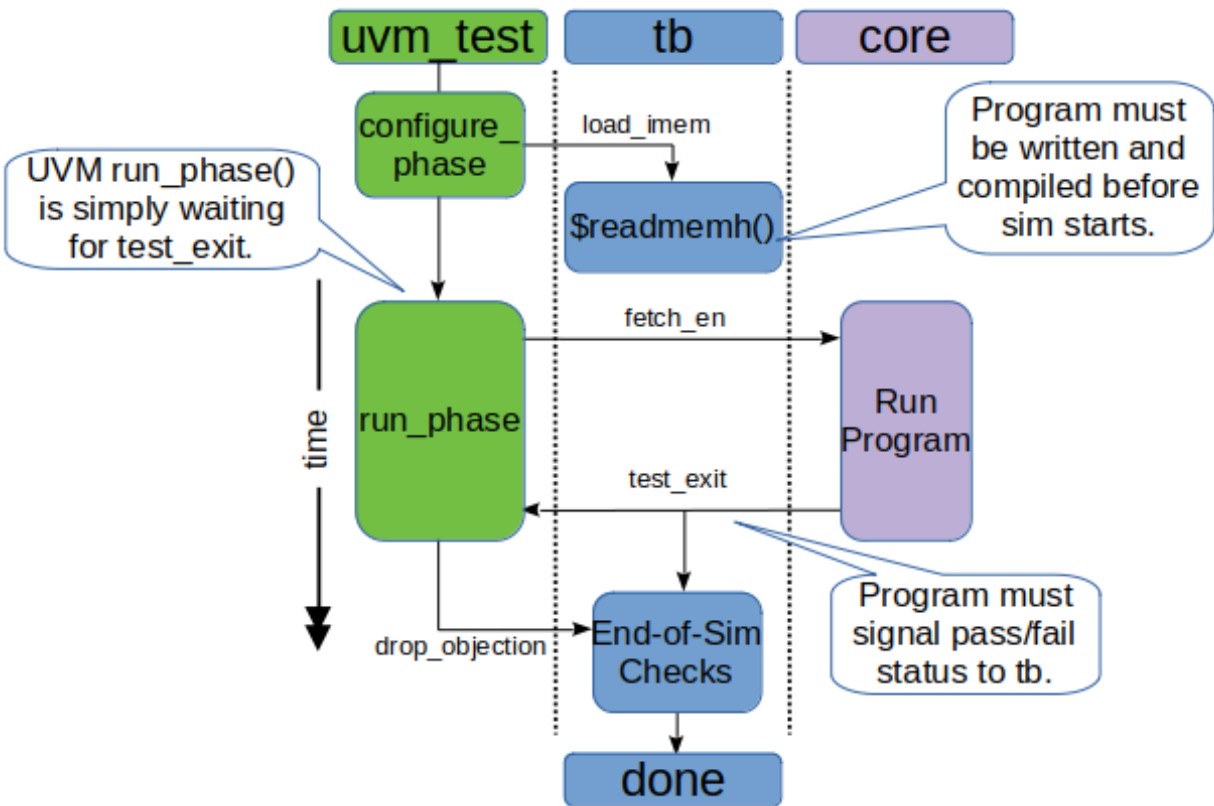 uvm_test
tb
core
configure_
phase
load_imem
$readmemh()
Program must
be written and
compiled before
sim starts.
UVM run_phase()
is simply waiting
for test_exit.
time
run_phase
fetch_en
Run
Program
test_exit
drop_objection
End-of-Sim
Checks
Program must
signal pass/fail
status to tb.
done